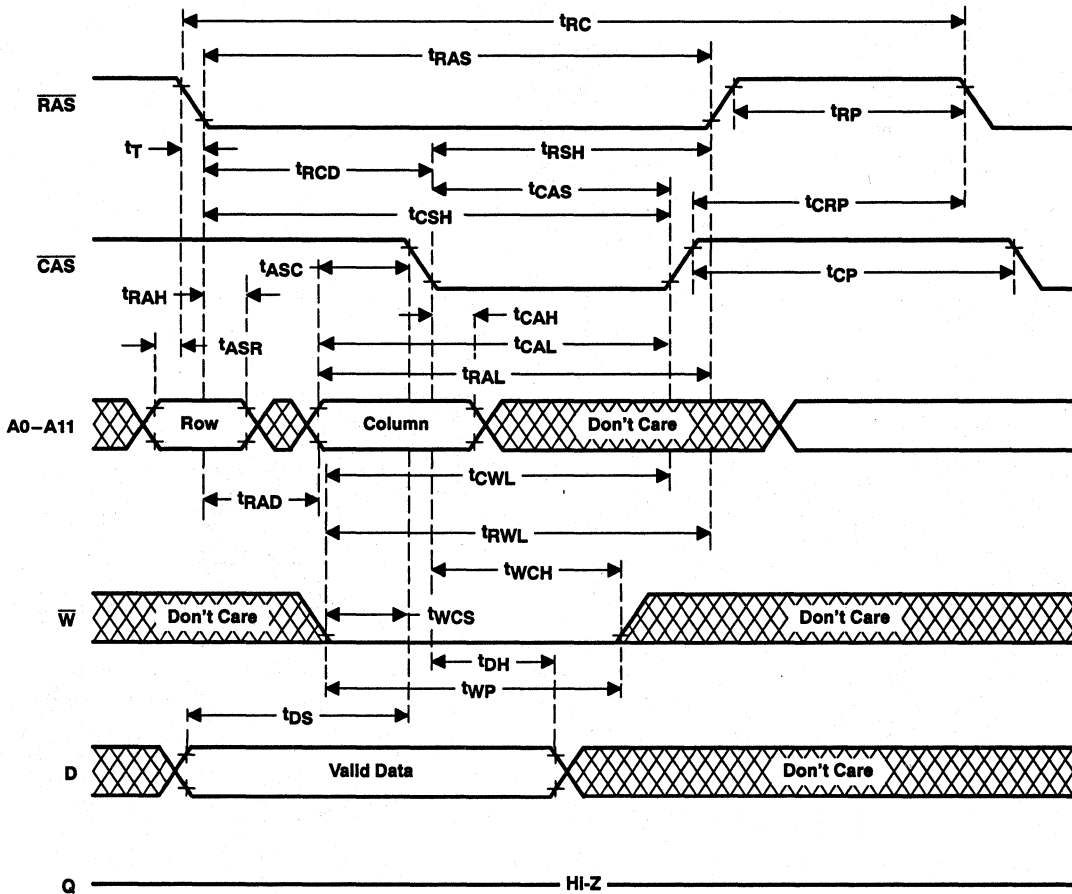 tRC
tRAS
R̅A̅S̅
tRP
tT
tRSH
tRCD
tCAS
tCRP
tCSH
C̅A̅S̅
tASC
tCP
tRAH
tCAH
tASR
tCAL
tRAL
A0–A11
Row
Column
Don't Care
tCWL
tRAD
tRWL
tWCH
W̅
Don't Care
tWCS
Don't Care
tDH
tWP
tDS
D
Valid Data
Don't Care
Q
HI-Z